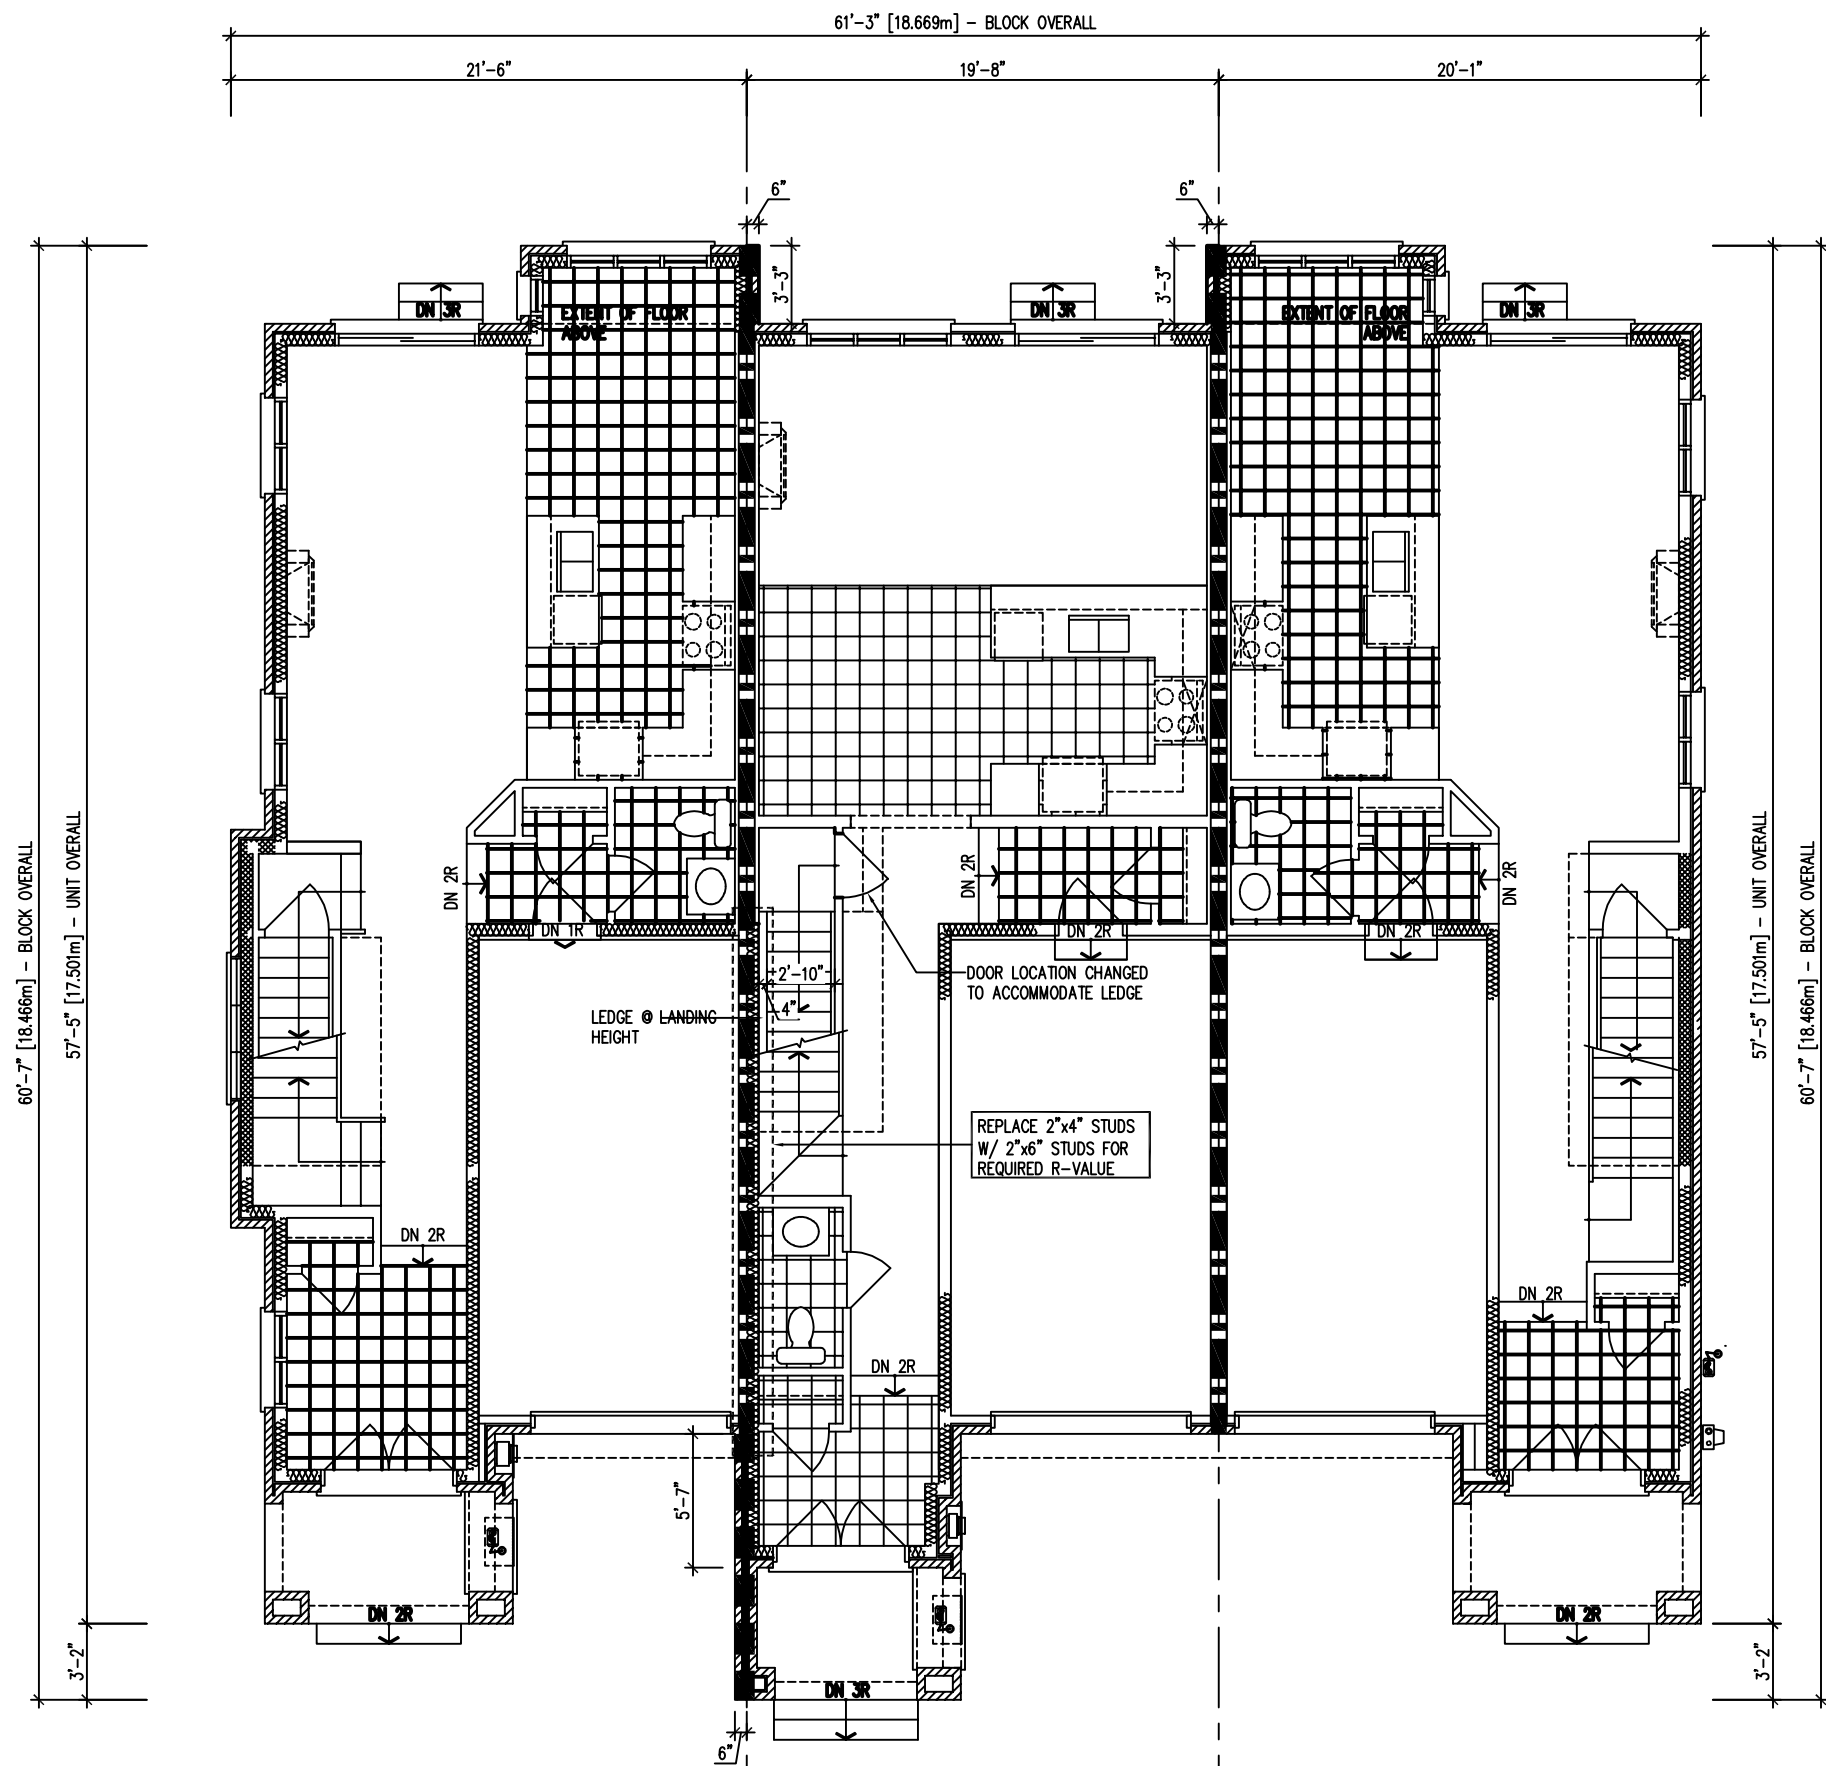 61'-3" [18.669m] - BLOCK OVERALL
21'-6"
19'-8"
20'-1"
6"
6"
3'-3"
3'-3"
DN 3R
DN 3R
DN 3R
EXTENT OF FLOOR
ABOVE
EXTENT OF FLOOR
ABOVE
60'-7" [18.466m] - BLOCK OVERALL
57'-5" [17.501m] - UNIT OVERALL
57'-5" [17.501m] - UNIT OVERALL
60'-7" [18.466m] - BLOCK OVERALL
DN 2R
DN 2R
DN 2R
DN 1R
DN 2R
DN 2R
2'-10"
4"
DOOR LOCATION CHANGED
TO ACCOMMODATE LEDGE
LEDGE @ LANDING
HEIGHT
REPLACE 2"x4" STUDS
W/ 2"x6" STUDS FOR
REQUIRED R-VALUE
DN 2R
DN 2R
DN 2R
5'-7"
DN 2R
DN 2R
3'-2"
3'-2"
DN 3R
6"